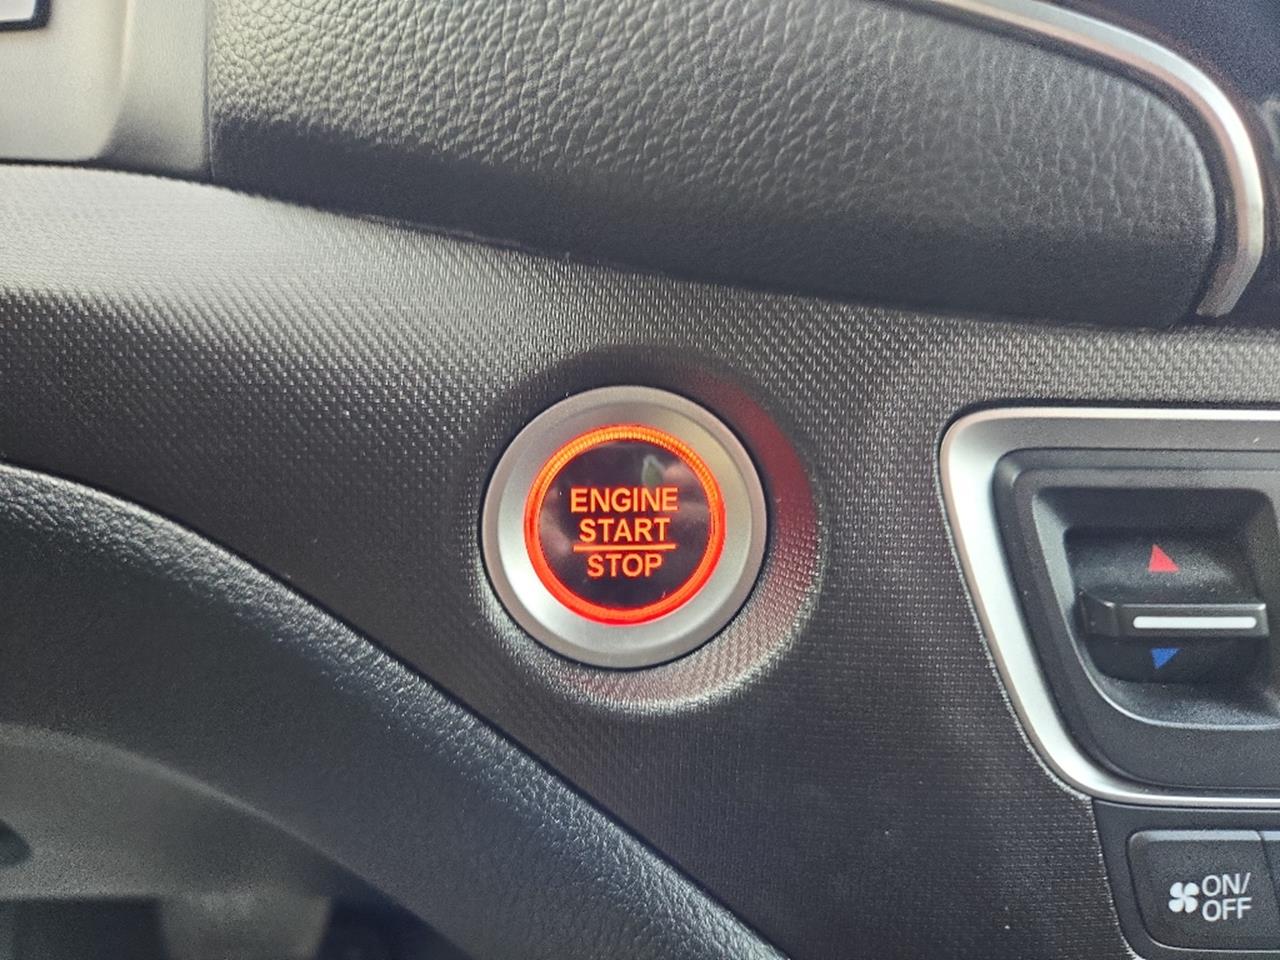 ENGINE
START
STOP
ON/
OFF